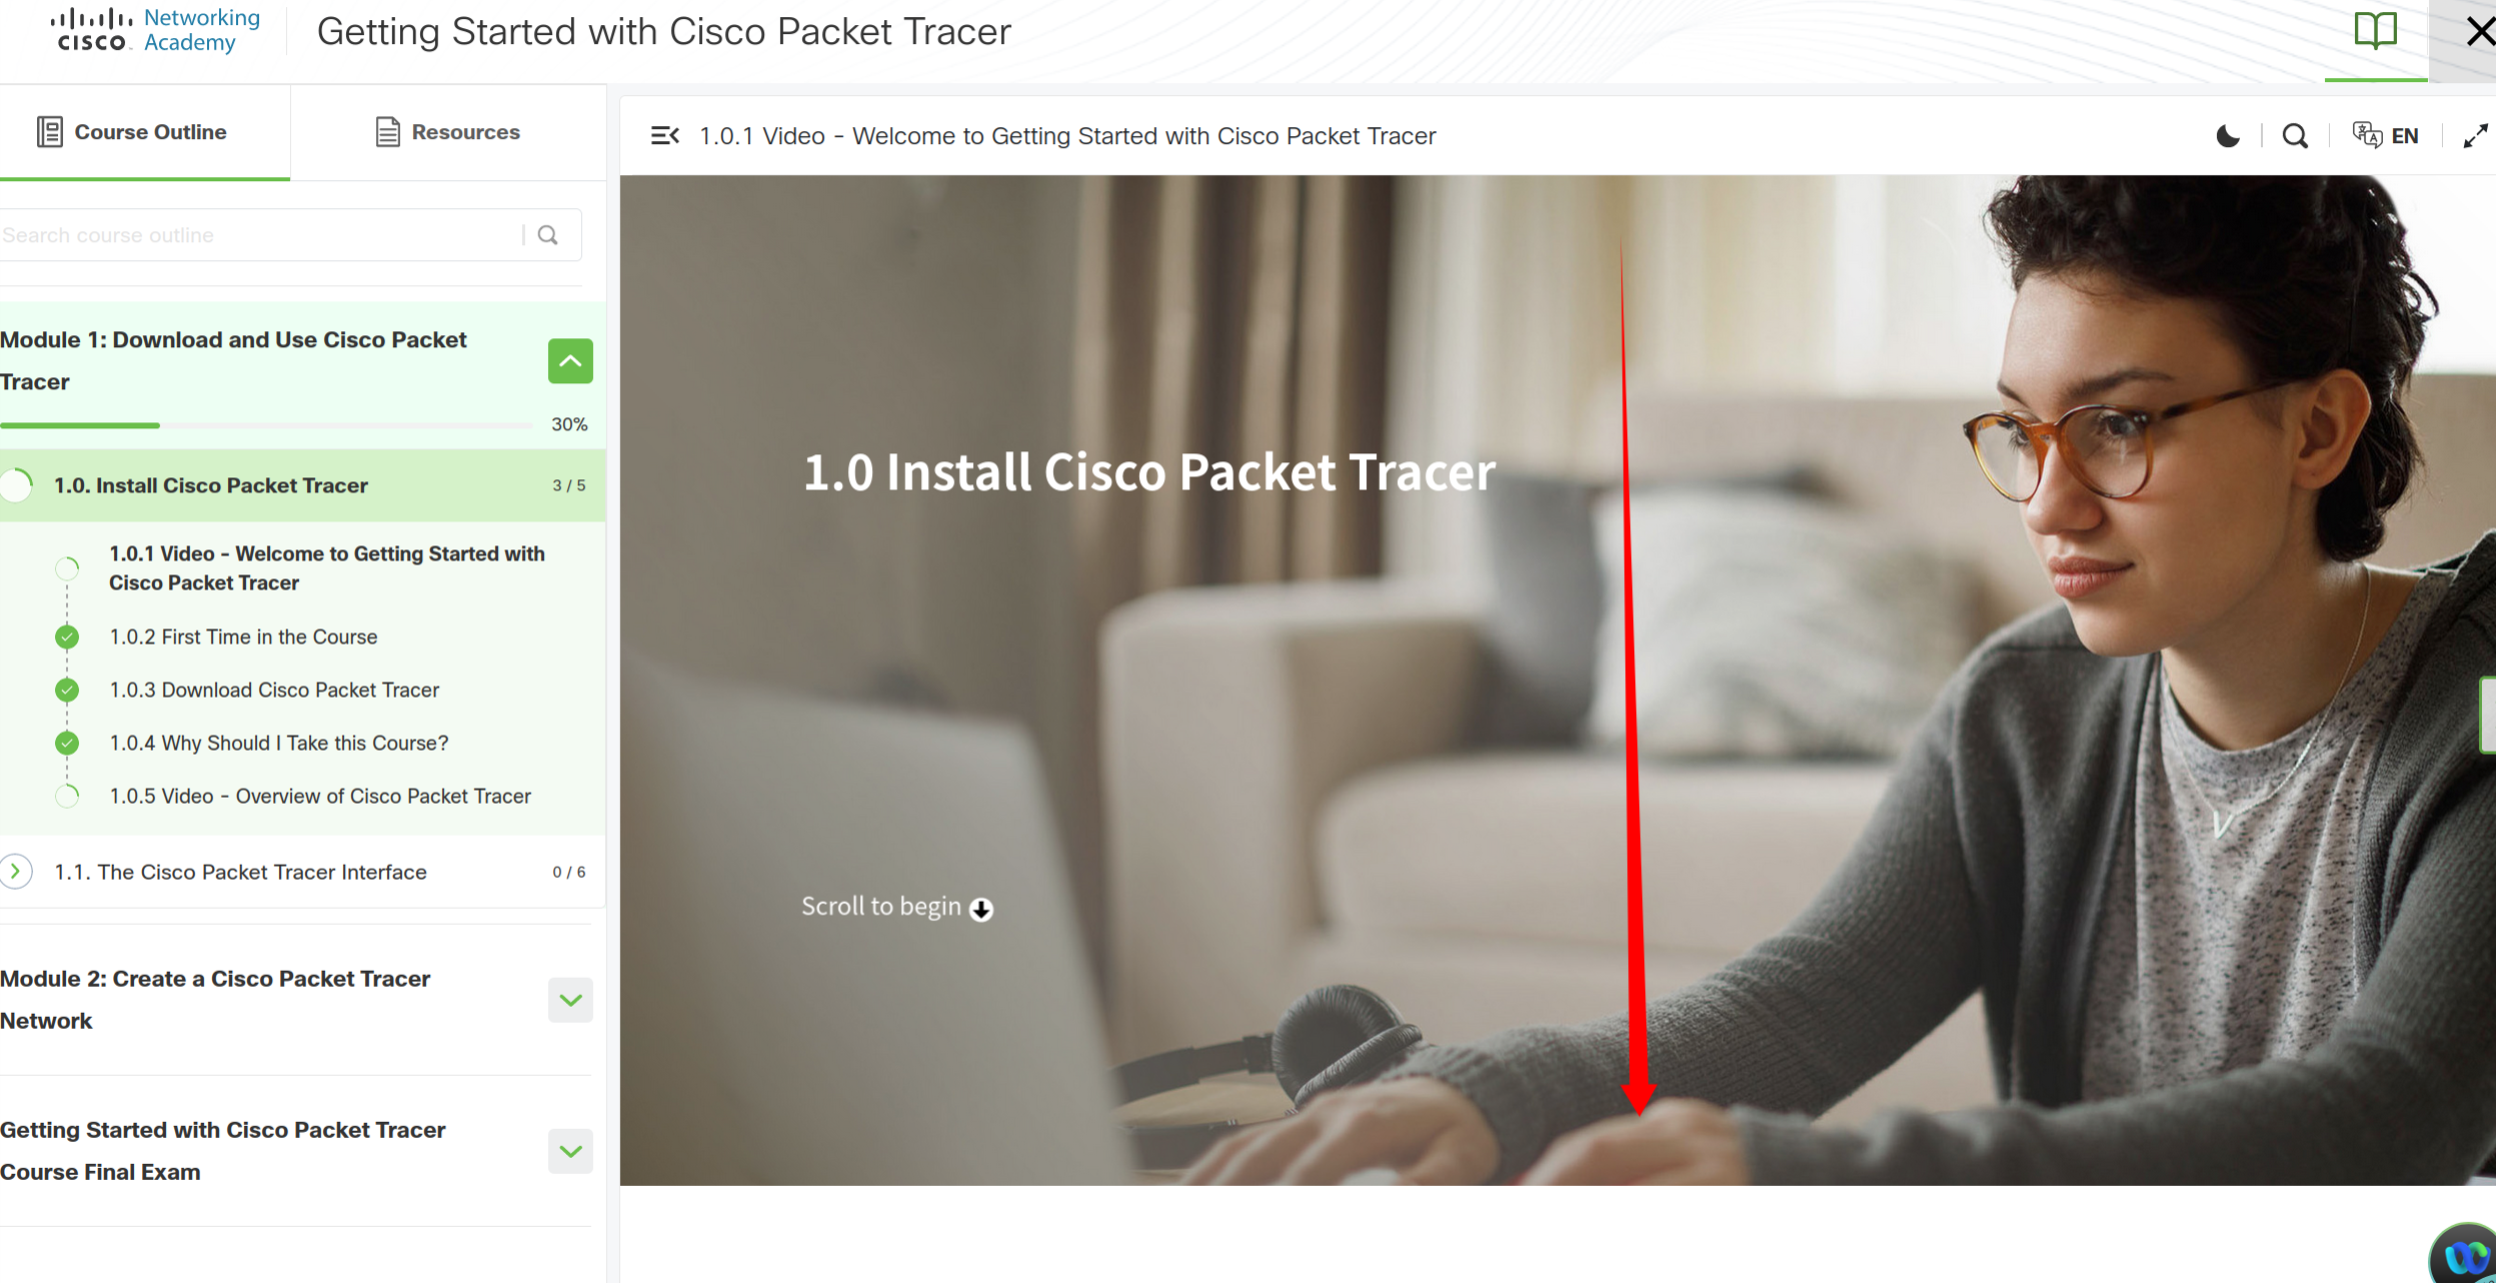 cisco Networking Academy
Getting Started with Cisco Packet Tracer
Course Outline
Resources
1.0.1 Video - Welcome to Getting Started with Cisco Packet Tracer
EN
Search course outline
Module 1: Download and Use Cisco Packet
Tracer
30%
1.0. Install Cisco Packet Tracer 3 / 5
1.0.1 Video - Welcome to Getting Started with
Cisco Packet Tracer
1.0.2 First Time in the Course
1.0.3 Download Cisco Packet Tracer
1.0.4 Why Should I Take this Course?
1.0.5 Video - Overview of Cisco Packet Tracer
1.1. The Cisco Packet Tracer Interface 0 / 6
Module 2: Create a Cisco Packet Tracer
Network
Getting Started with Cisco Packet Tracer
Course Final Exam
1.0 Install Cisco Packet Tracer
Scroll to begin